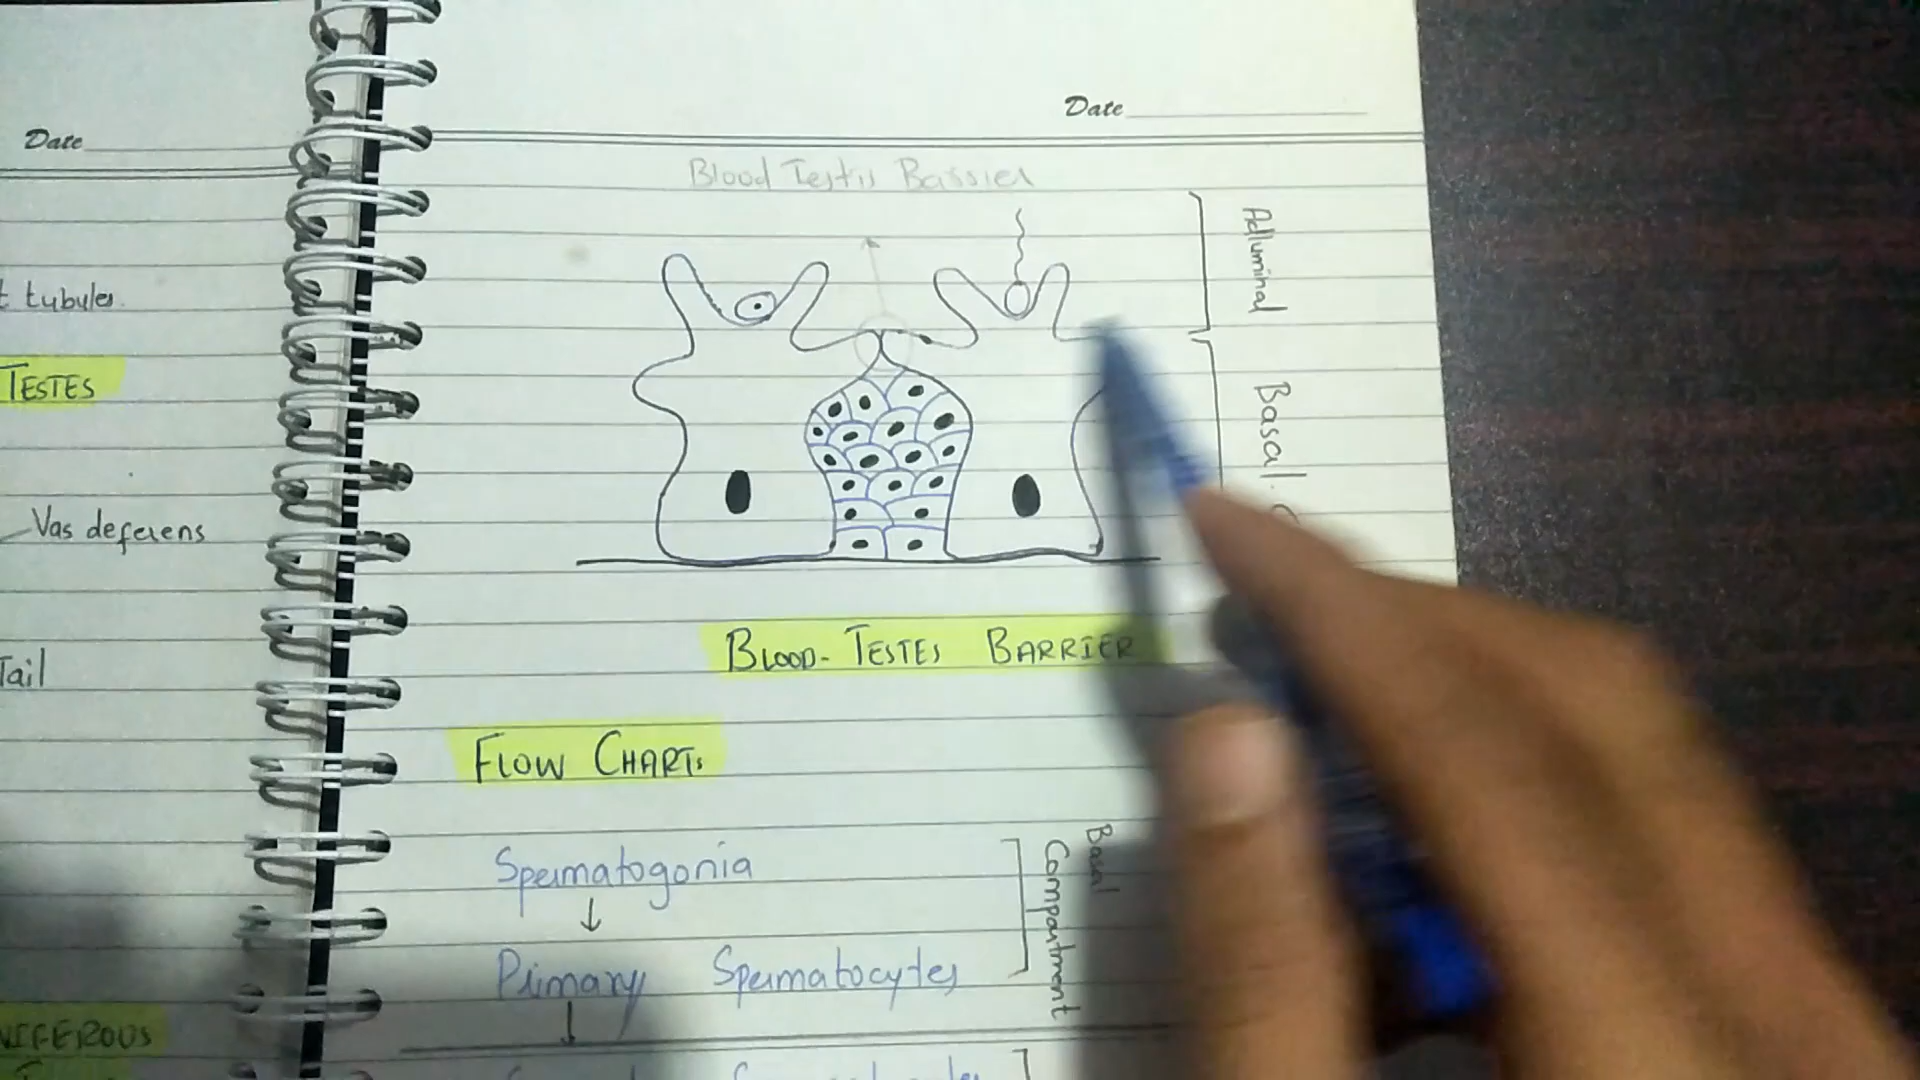 Date
t tubules.
TESTES
Vas deferens
Tail
NIFEROUS
Date
Blood Testis Barrier
Adluminal
Basal.
BLOOD-TESTES BARRIER
FLOW CHART:
Spermatogonia
↓
Primary Spermatocytes
↓
Basal
Compartment